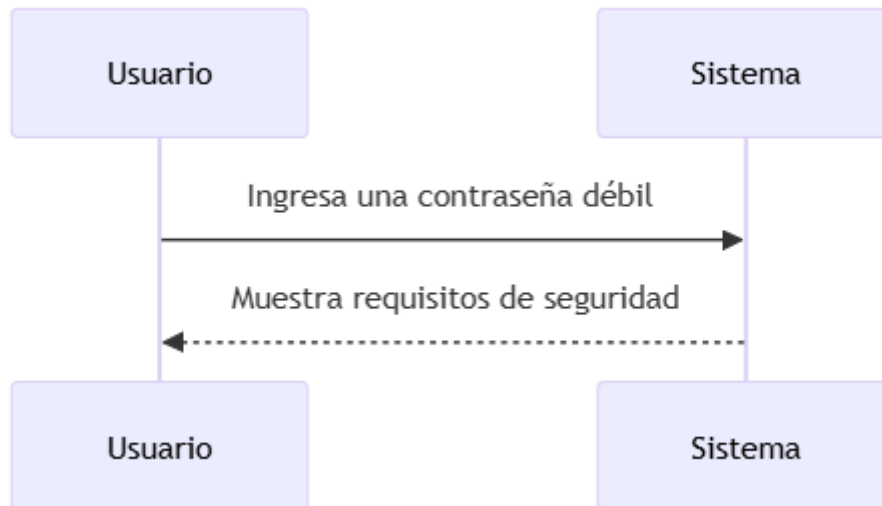 Usuario
Sistema
Ingresa una contraseña débil
Muestra requisitos de seguridad
Usuario
Sistema